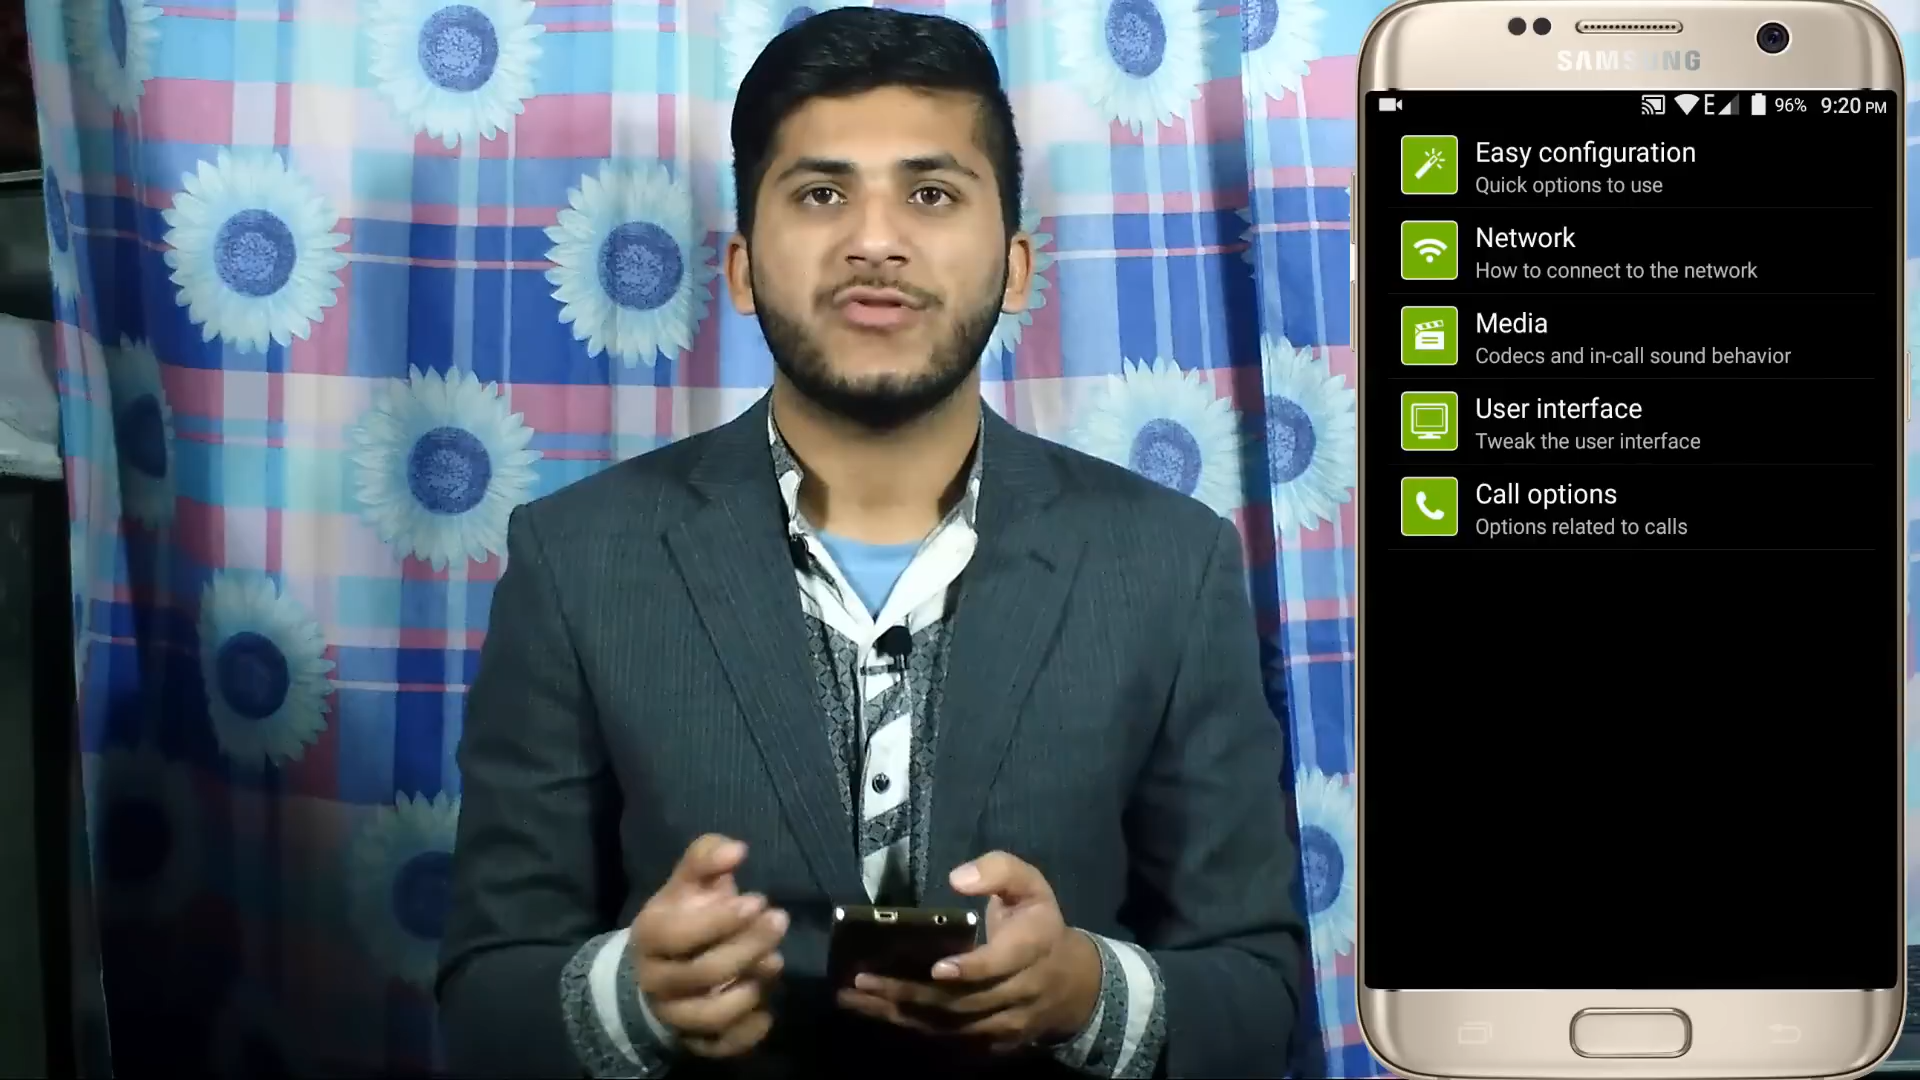 SAMSUNG
E 96% 9:20 PM
Easy configuration
Quick options to use
Network
How to connect to the network
Media
Codecs and in-call sound behavior
User interface
Tweak the user interface
Call options
Options related to calls